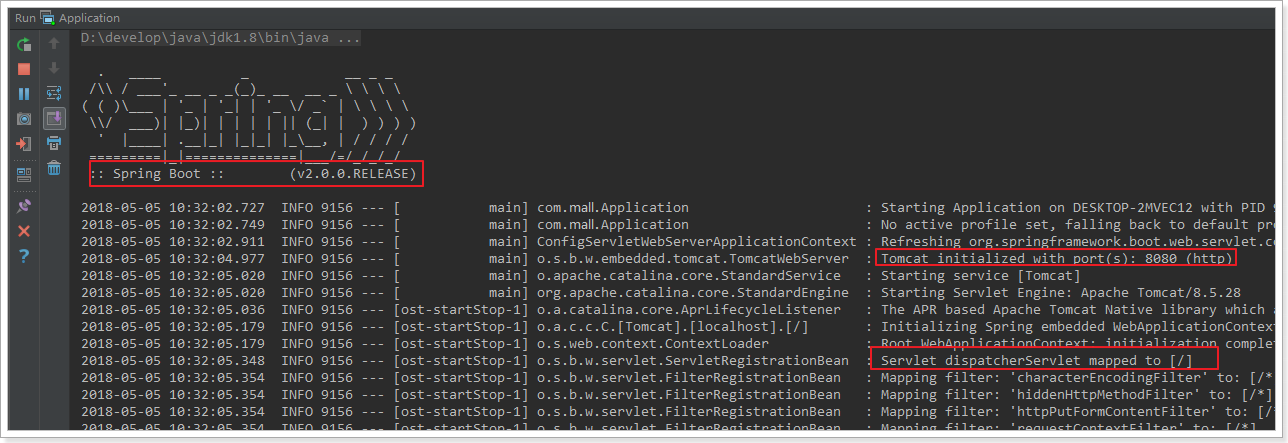 Run Application
D:\develop\java\jdk1.8\bin\java ...
  .   ____          _            __ _ _
 /\\ / ___'_ __ _ _(_)_ __  __ _ \ \ \ \
( ( )\___ | '_ | '_| | '_ \/ _` | \ \ \ \
 \\/  ___)| |_)| | | | | || (_| |  ) ) ) )
  '  |____| .__|_| |_|_| |_\__, | / / / /
 =========|_|==============|___/=/_/_/_/
 :: Spring Boot ::        (v2.0.0.RELEASE)
2018-05-05 10:32:02.727  INFO 9156 --- [           main] com.mall.Application                     : Starting Application on DESKTOP-2MVEC12 with PID
2018-05-05 10:32:02.749  INFO 9156 --- [           main] com.mall.Application                     : No active profile set, falling back to default
2018-05-05 10:32:02.911  INFO 9156 --- [           main] ConfigServletWebServerApplicationContext : Refreshing org.springframework.boot.web.servlet.co
2018-05-05 10:32:04.977  INFO 9156 --- [           main] o.s.b.w.embedded.tomcat.TomcatWebServer  : Tomcat initialized with port(s): 8080 (http)
2018-05-05 10:32:05.020  INFO 9156 --- [           main] o.apache.catalina.core.StandardService   : Starting service [Tomcat]
2018-05-05 10:32:05.020  INFO 9156 --- [           main] org.apache.catalina.core.StandardEngine  : Starting Servlet Engine: Apache Tomcat/8.5.28
2018-05-05 10:32:05.036  INFO 9156 --- [ost-startStop-1] o.a.catalina.core.AprLifecycleListener   : The APR based Apache Tomcat Native library which
2018-05-05 10:32:05.179  INFO 9156 --- [ost-startStop-1] o.a.c.c.C.[Tomcat].[localhost].[/]       : Initializing Spring embedded WebApplicationContext
2018-05-05 10:32:05.179  INFO 9156 --- [ost-startStop-1] o.s.web.context.ContextLoader            : Root WebApplicationContext: initialization complet
2018-05-05 10:32:05.348  INFO 9156 --- [ost-startStop-1] o.s.b.w.servlet.ServletRegistrationBean  : Servlet dispatcherServlet mapped to [/]
2018-05-05 10:32:05.354  INFO 9156 --- [ost-startStop-1] o.s.b.w.servlet.FilterRegistrationBean   : Mapping filter: 'characterEncodingFilter' to: [/*
2018-05-05 10:32:05.354  INFO 9156 --- [ost-startStop-1] o.s.b.w.servlet.FilterRegistrationBean   : Mapping filter: 'hiddenHttpMethodFilter' to: [/*]
2018-05-05 10:32:05.354  INFO 9156 --- [ost-startStop-1] o.s.b.w.servlet.FilterRegistrationBean   : Mapping filter: 'httpPutFormContentFilter' to: [/
2018-05-05 10:32:05.354  INFO 9156 --- [ost-startStop-1] o.s.b.w.servlet.FilterRegistrationBean   : Mapping filter: 'requestContextFilter' to: [/*]